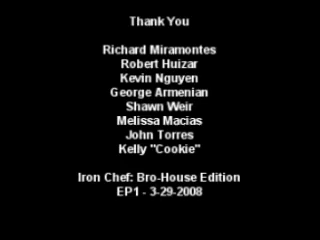 Thank You
Richard Miramontes
Robert Huizar
Kevin Nguyen
George Armenian
Shawn Weir
Melissa Macias
John Torres
Kelly "Cookie"
Iron Chef: Bro-House Edition
EP1 - 3-29-2008